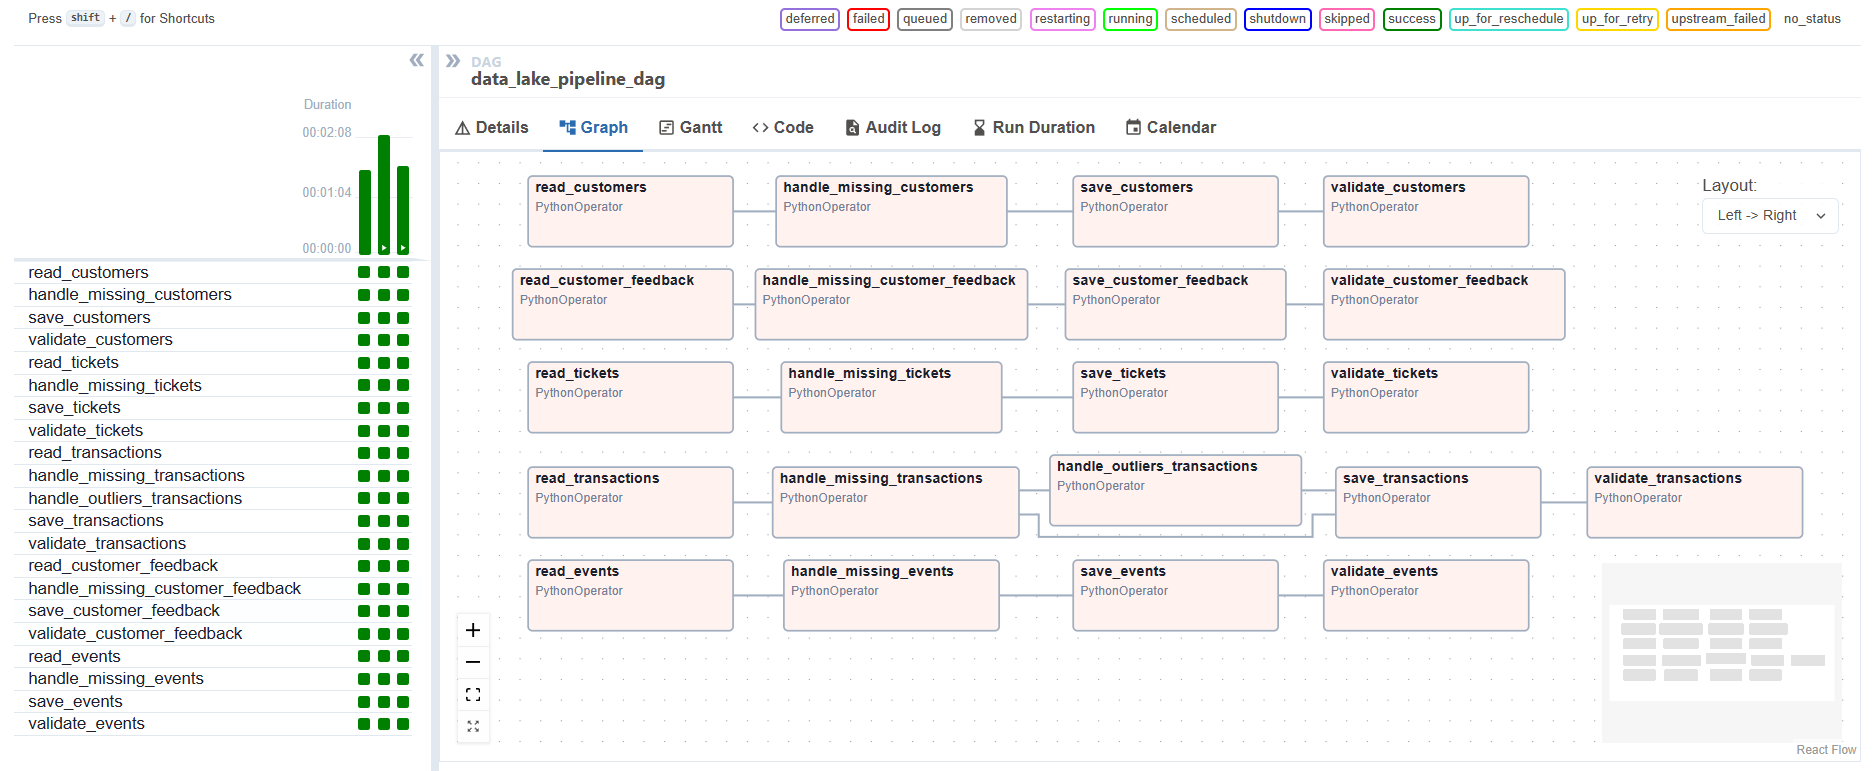 Press shift + / for Shortcuts
deferred failed queued removed restarting running scheduled shutdown skipped success up_for_reschedule up_for_retry upstream_failed no_status
DAG
data_lake_pipeline_dag
Details Graph Gantt Code Audit Log Run Duration Calendar
Duration
00:02:08
00:01:04
00:00:00
read_customers
handle_missing_customers
save_customers
validate_customers
read_tickets
handle_missing_tickets
save_tickets
validate_tickets
read_transactions
handle_missing_transactions
handle_outliers_transactions
save_transactions
validate_transactions
read_customer_feedback
handle_missing_customer_feedback
save_customer_feedback
validate_customer_feedback
read_events
handle_missing_events
save_events
validate_events
Layout:
Left -> Right
read_customers
PythonOperator
handle_missing_customers
PythonOperator
save_customers
PythonOperator
validate_customers
PythonOperator
read_customer_feedback
PythonOperator
handle_missing_customer_feedback
PythonOperator
save_customer_feedback
PythonOperator
validate_customer_feedback
PythonOperator
read_tickets
PythonOperator
handle_missing_tickets
PythonOperator
save_tickets
PythonOperator
validate_tickets
PythonOperator
read_transactions
PythonOperator
handle_missing_transactions
PythonOperator
handle_outliers_transactions
PythonOperator
save_transactions
PythonOperator
validate_transactions
PythonOperator
read_events
PythonOperator
handle_missing_events
PythonOperator
save_events
PythonOperator
validate_events
PythonOperator
React Flow